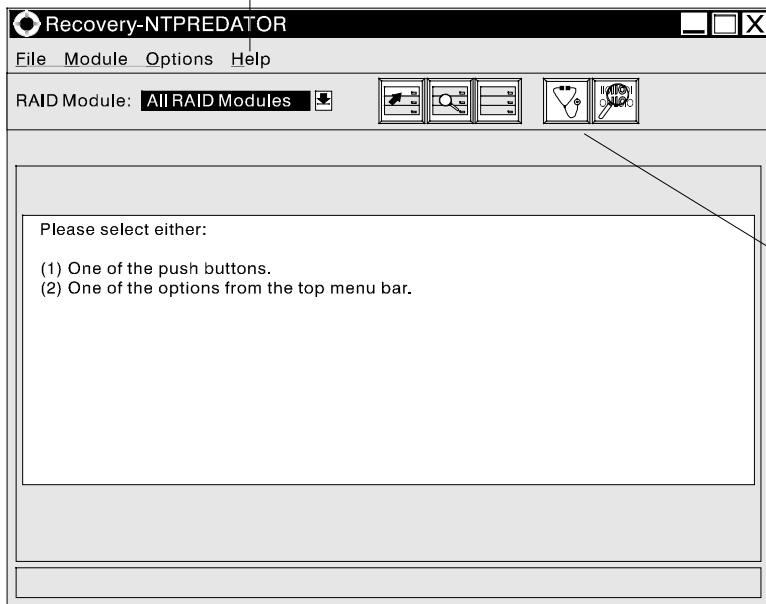 Recovery-NTPREDATOR
File Module Options Help
RAID Module: All RAID Modules
Please select either:
(1) One of the push buttons.
(2) One of the options from the top menu bar.